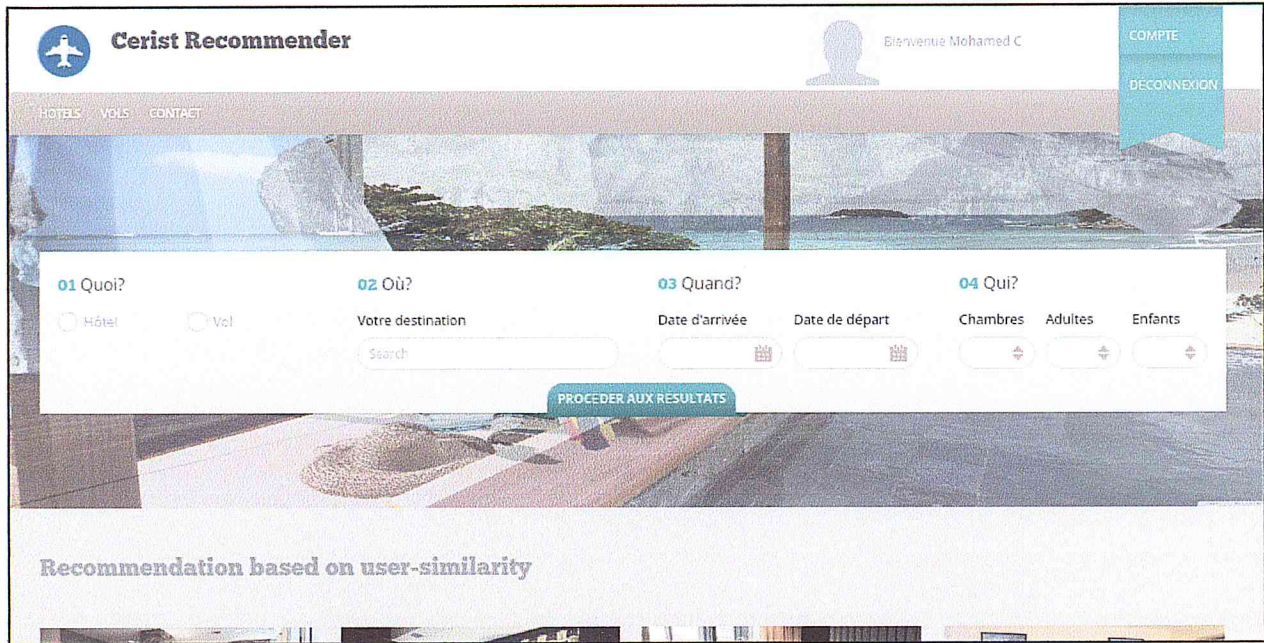 Cerist Recommender
Bienvenue Mohamed C
COMPTE
DECONNEXION
HOTELS VOLS CONTACT
01 Quoi? 02 Où? 03 Quand? 04 Qui?
Hôtel Vol Votre destination Date d'arrivée Date de départ Chambres Adultes Enfants
Search
PROCEDER AUX RESULTATS
Recommendation based on user-similarity